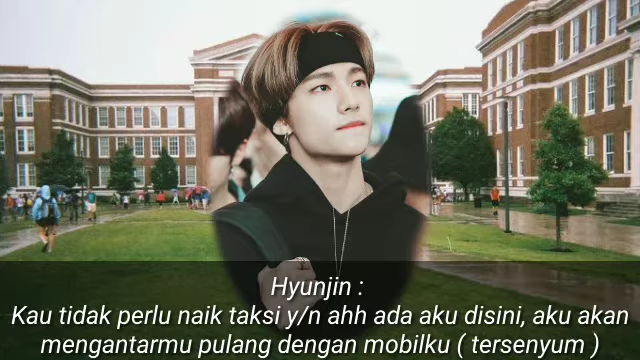 Hyunjin :
Kau tidak perlu naik taksi y/n ahh ada aku disini, aku akan
mengantarmu pulang dengan mobilku ( tersenyum )